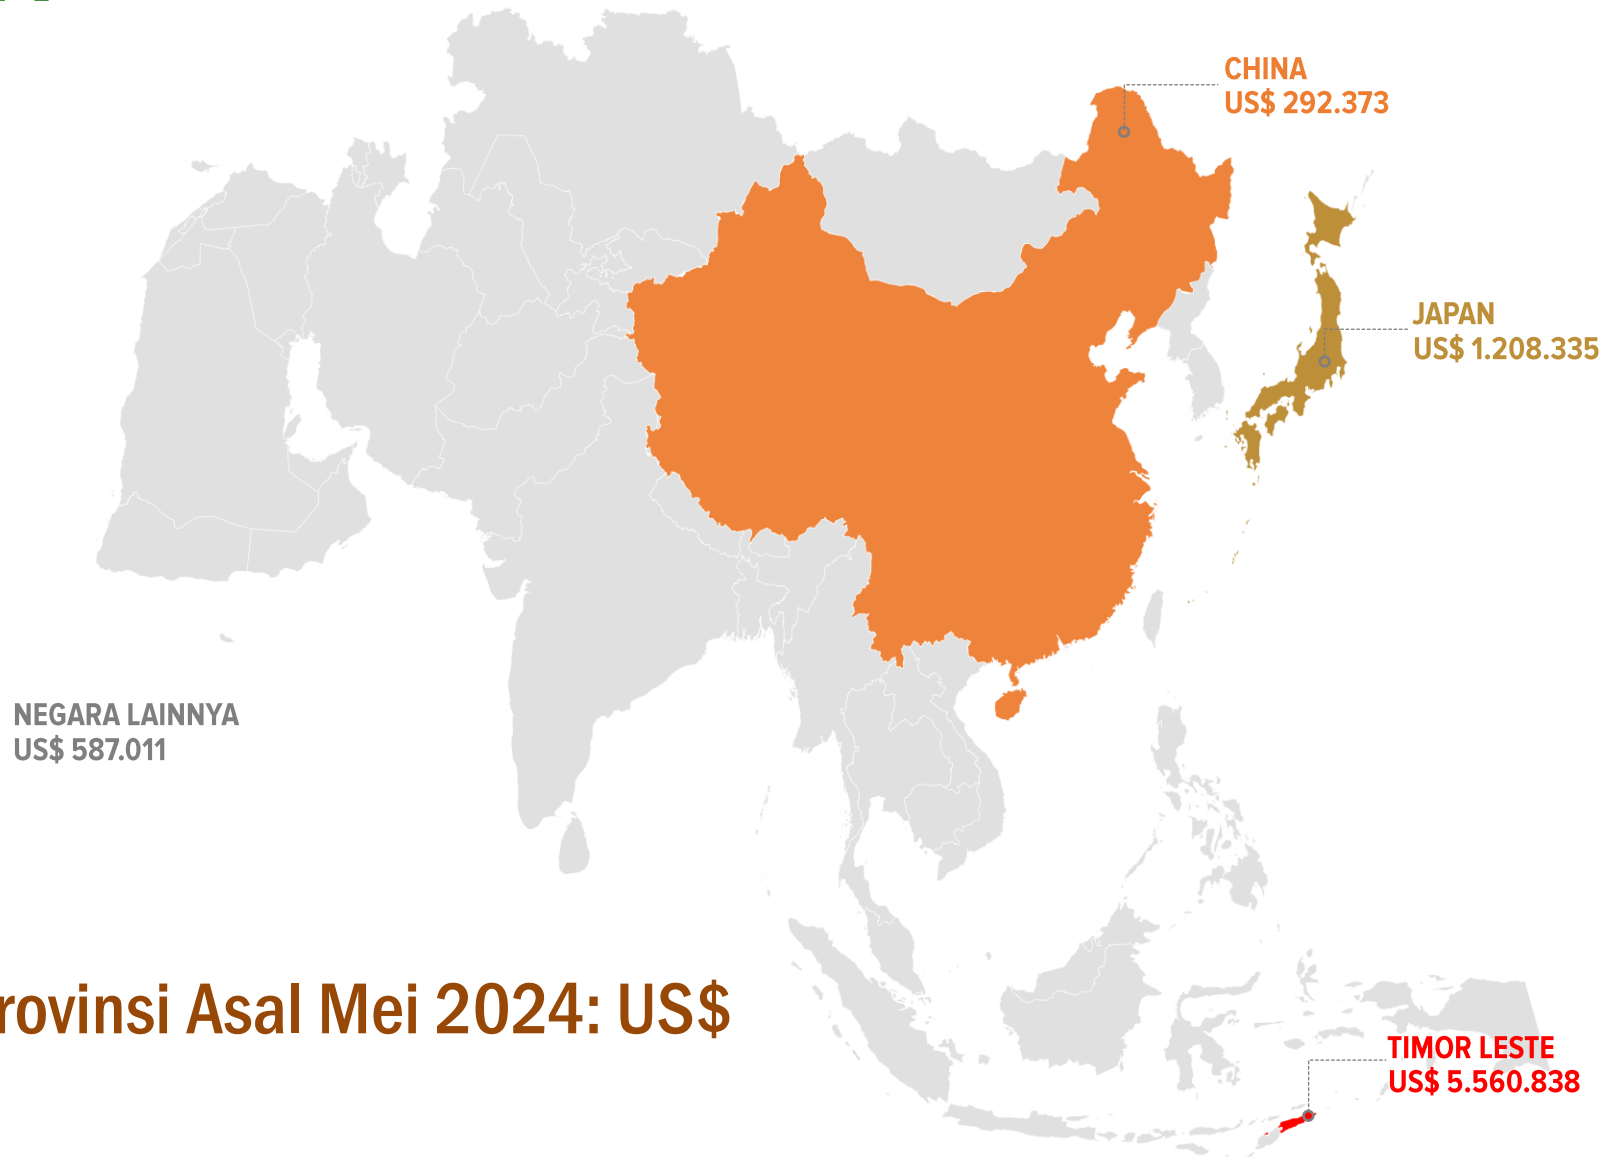 CHINA
US$ 292.373
JAPAN
US$ 1.208.335
NEGARA LAINNYA
US$ 587.011
rovinsi Asal Mei 2024: US$
TIMOR LESTE
US$ 5.560.838